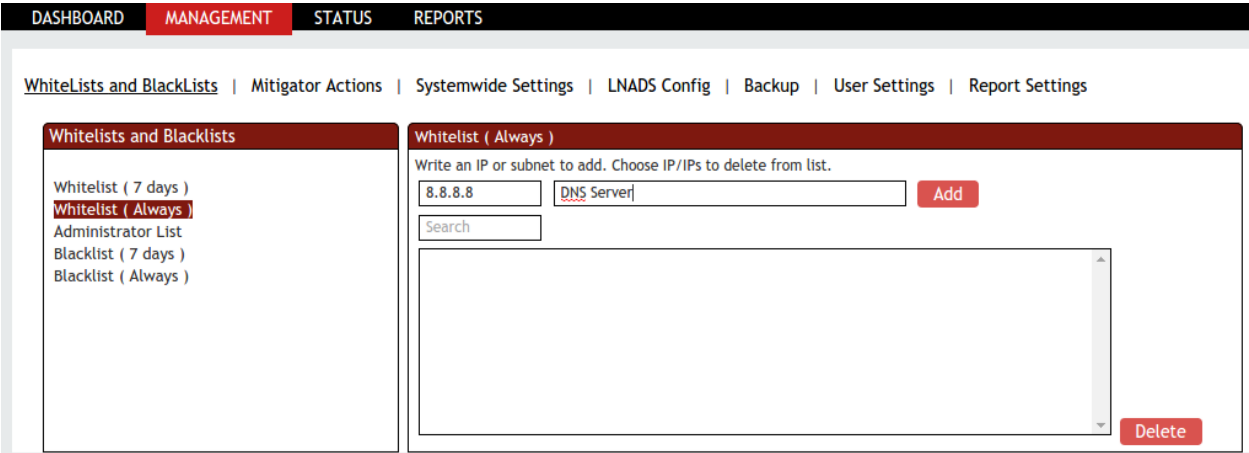 DASHBOARD MANAGEMENT STATUS REPORTS
WhiteLists and BlackLists | Mitigator Actions | Systemwide Settings | LNADS Config | Backup | User Settings | Report Settings
Whitelists and Blacklists
Whitelist ( 7 days )
Whitelist ( Always )
Administrator List
Blacklist ( 7 days )
Blacklist ( Always )
Whitelist ( Always )
Write an IP or subnet to add. Choose IP/IPs to delete from list.
8.8.8.8 DNS Server Add
Search
Delete